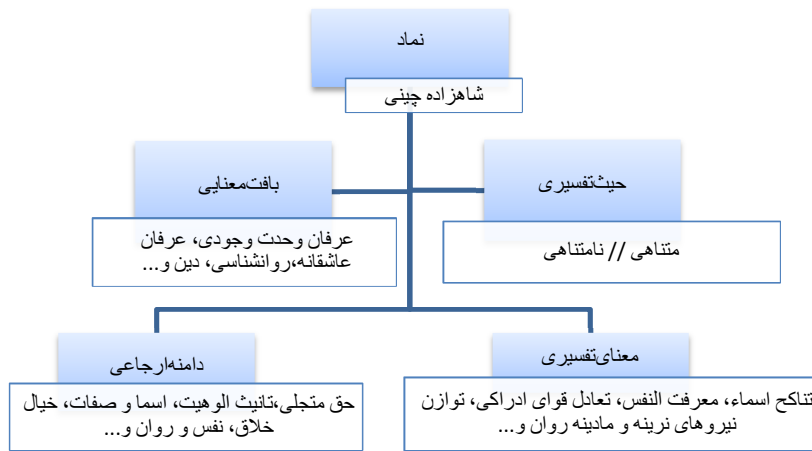 نماد
شاهزاده چینی
حیث‌تفسیری
متناهی // نامتناهی
بافت‌معنایی
عرفان وحدت وجودی، عرفان
عاشقانه،روانشناسی، دین و...
معنای‌تفسیری
تناکح اسماء، معرفت النفس، تعادل قوای ادراکی، توازن
نیروهای نرینه و مادینه روان و...
دامنه‌ارجاعی
حق متجلی،تانیث الوهیت، اسما و صفات، خیال
خلاق، نفس و روان و...